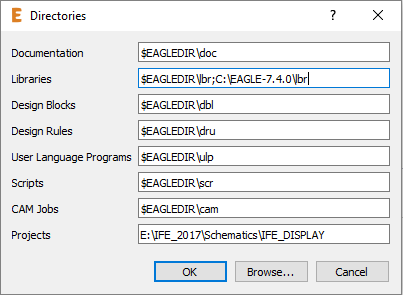 Directories
Documentation $EAGLEDIR\doc
Libraries $EAGLEDIR\lbr;C:\EAGLE-7.4.0\lbr
Design Blocks $EAGLEDIR\dbl
Design Rules $EAGLEDIR\dru
User Language Programs $EAGLEDIR\ulp
Scripts $EAGLEDIR\scr
CAM Jobs $EAGLEDIR\cam
Projects E:\IFE_2017\Schematics\IFE_DISPLAY
OK Browse... Cancel